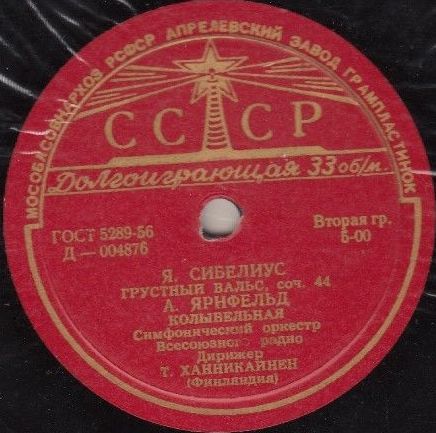 МОСОБЛСОВНАРХОЗ РСФСР АПРЕЛЕВСКИЙ ЗАВОД ГРАМПЛАСТИНОК
СССР
Долгоиграющая 33 об/м.
ГОСТ 5289-56
Д — 004876
Вторая гр.
5-00
Я. СИБЕЛИУС
ГРУСТНЫЙ ВАЛЬС, соч. 44
А. ЯРНФЕЛЬД
КОЛЫБЕЛЬНАЯ
Симфонический оркестр
Всесоюзного радио
Дирижер
Т. ХАННИКАЙНЕН
(Финляндия)